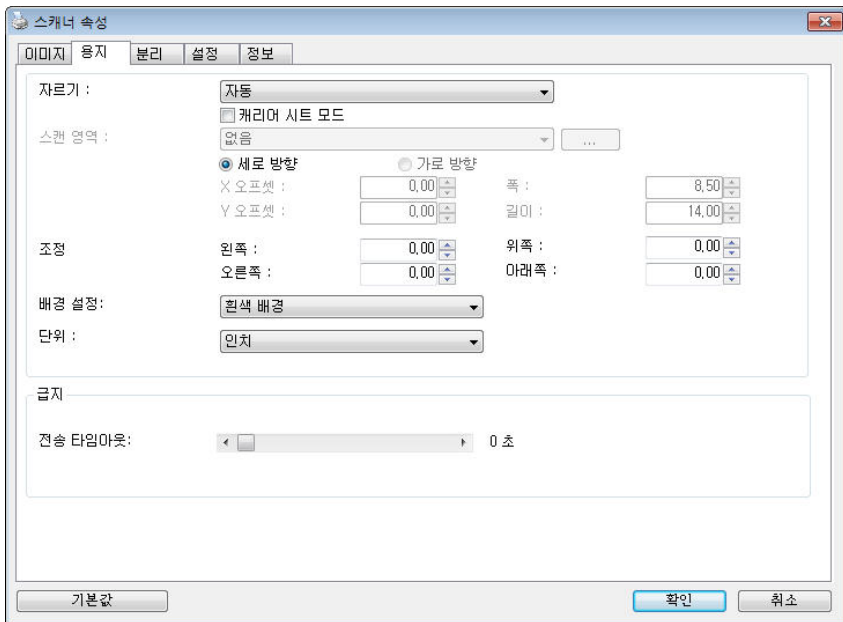 스캐너 속성
이미지 용지 분리 설정 정보
자르기 : 자동
캐리어 시트 모드
스캔 영역 : 없음 ...
세로 방향 가로 방향
X 오프셋 : 0,00 폭 : 8,50
Y 오프셋 : 0,00 길이 : 14,00
조정 왼쪽 : 0,00 위쪽 : 0,00
오른쪽 : 0,00 아래쪽 : 0,00
배경 설정: 흰색 배경
단위 : 인치
급지
전송 타임아웃: 0 초
기본값 확인 취소